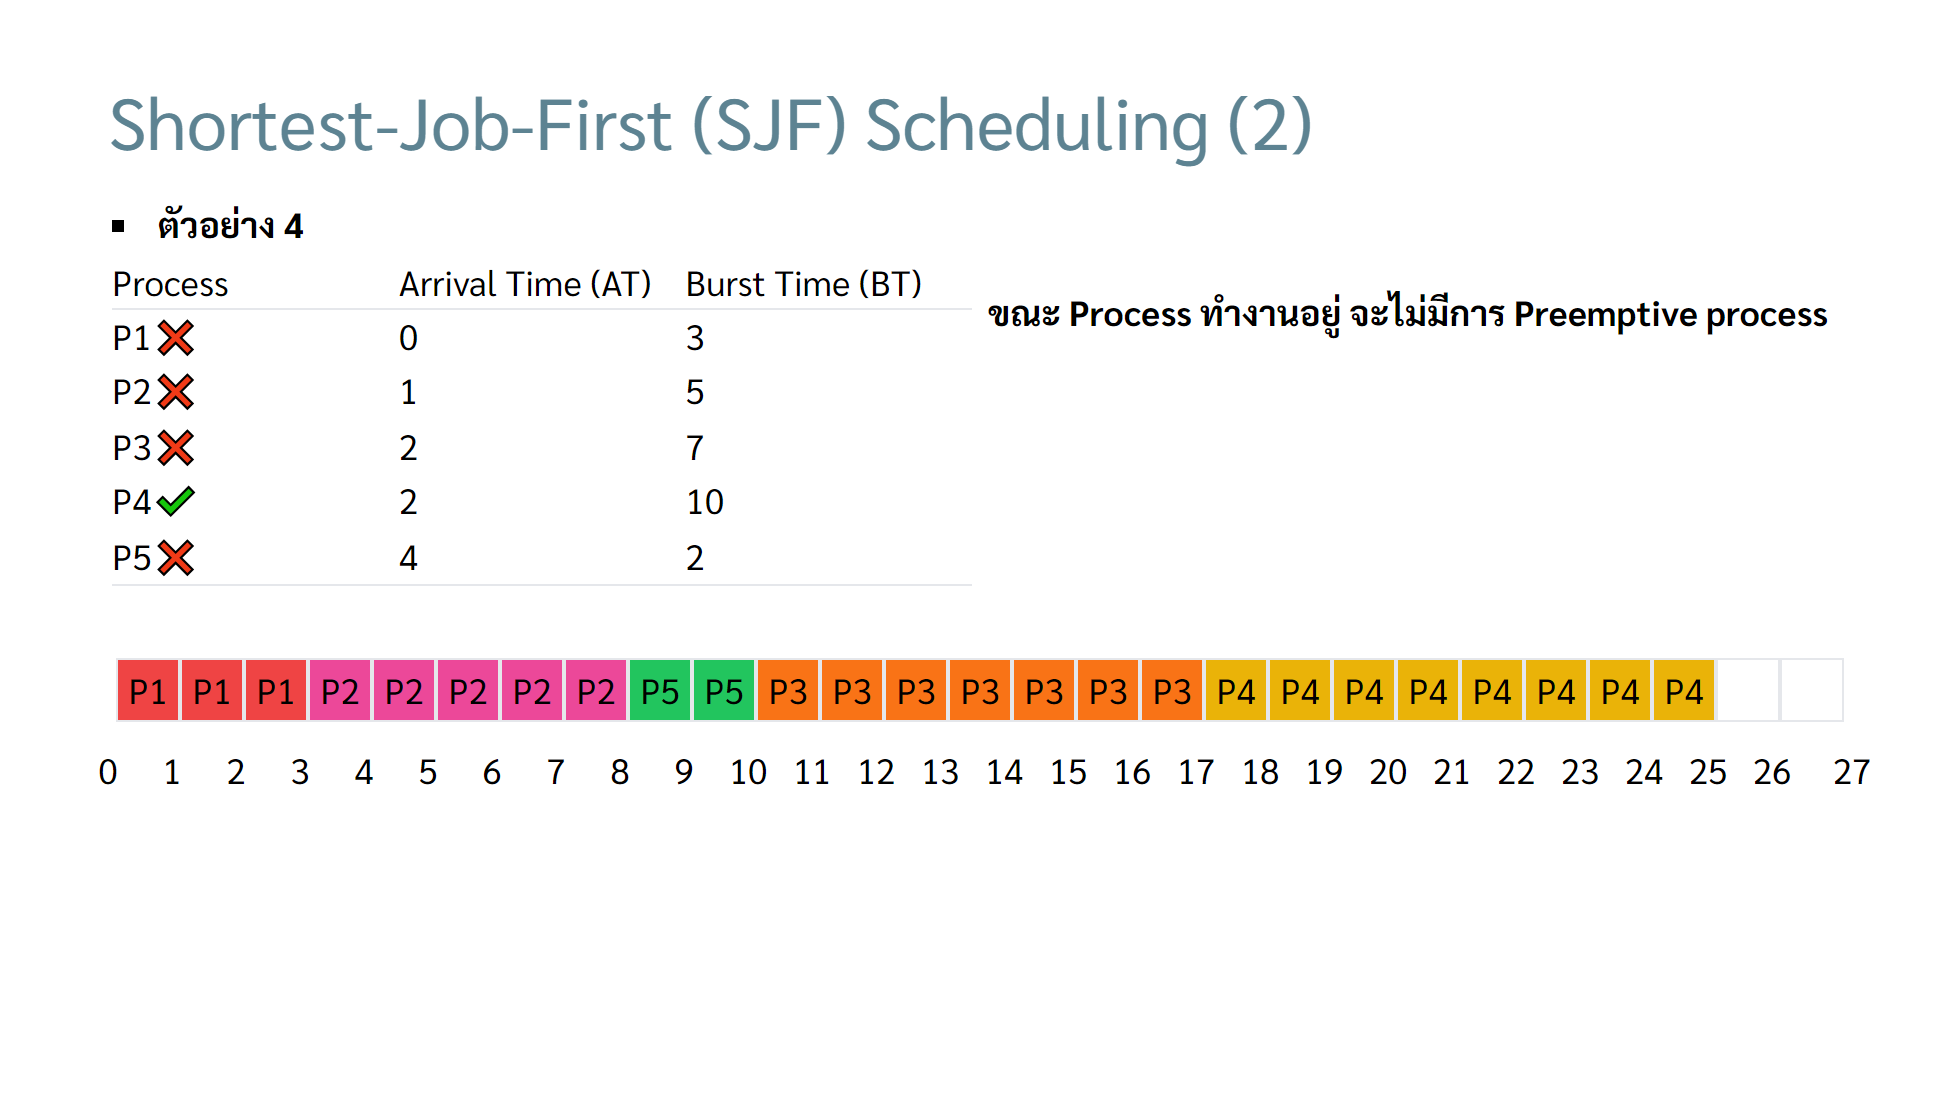 Shortest-Job-First (SJF) Scheduling (2)
ตัวอย่าง 4
Process Arrival Time (AT) Burst Time (BT)
ขณะ Process ทำงานอยู่ จะไม่มีการ Preemptive process
P1 0 3
P2 1 5
P3 2 7
P4 2 10
P5 4 2
P1 P1 P1 P2 P2 P2 P2 P2 P5 P5 P3 P3 P3 P3 P3 P3 P3 P4 P4 P4 P4 P4 P4 P4 P4
0 1 2 3 4 5 6 7 8 9 10 11 12 13 14 15 16 17 18 19 20 21 22 23 24 25 26 27